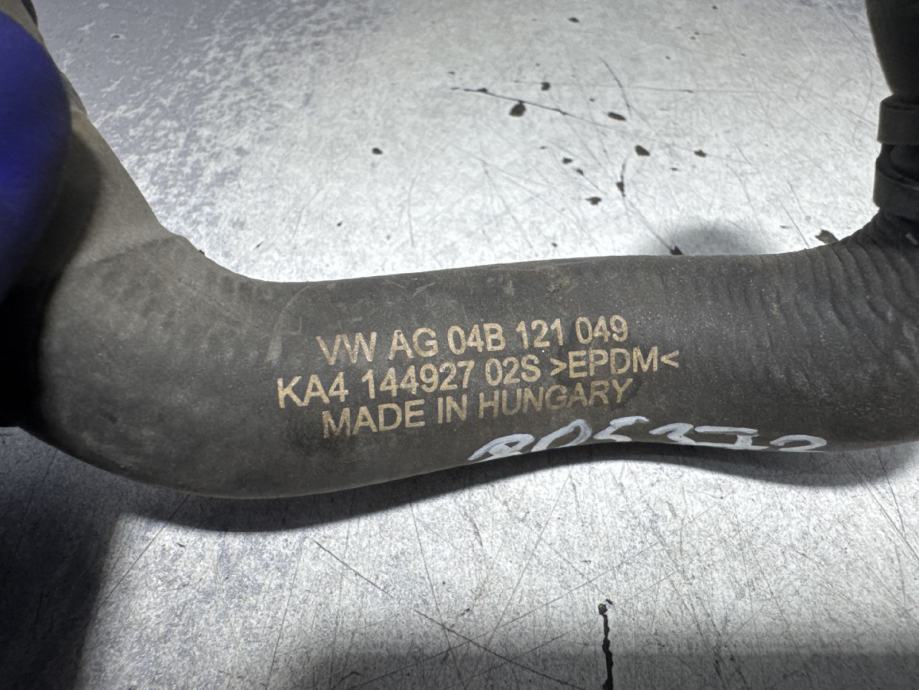 VW AG 04B 121 049
KA4 144927 02S >EPDM<
MADE IN HUNGARY